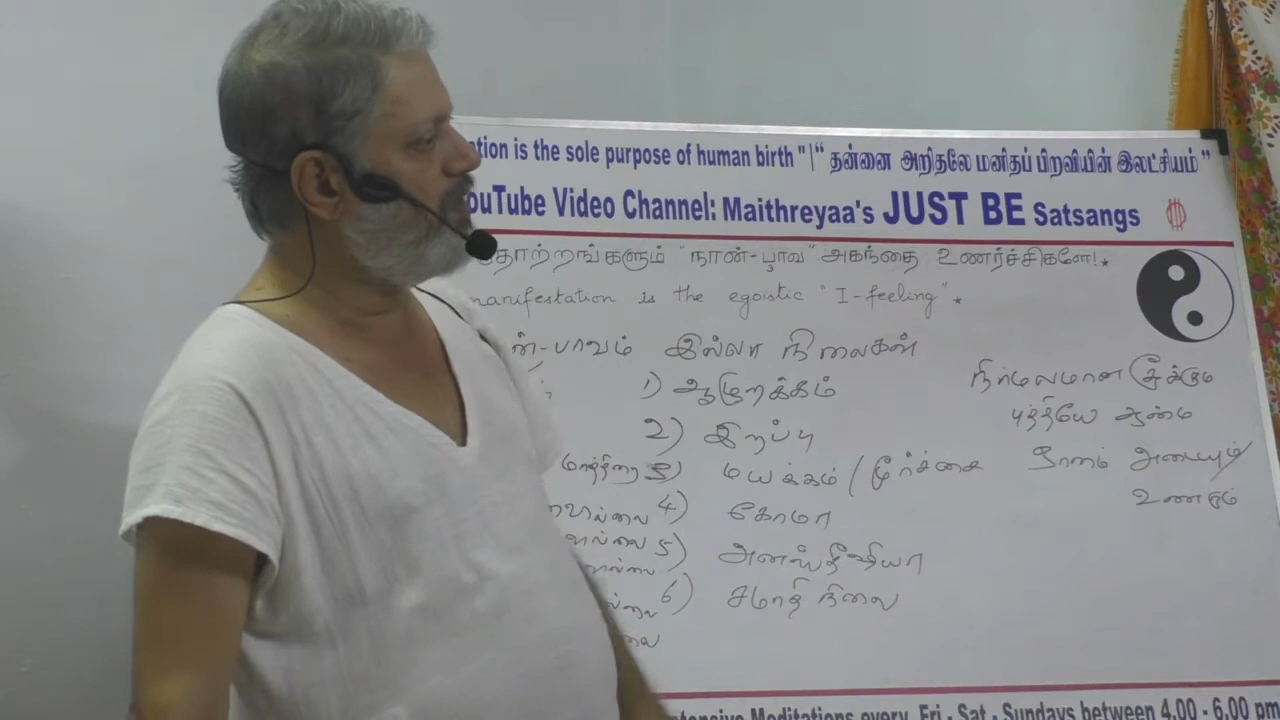 ation is the sole purpose of human birth " | “ தன்னை அறிதலே மனிதப் பிறவியின் இலட்சியம் ”
ouTube Video Channel: Maithreyaa's JUST BE Satsangs
தோற்றங்களும் "நான்-பாவ" அகந்தை உணர்ச்சிகளே!*
manifestation is the egoistic "I-feeling".*
ன்-பாவம் இல்லா நிலைகள்
1) ஆழுறக்கம்
2) இறப்பு
மாத்திரை 3) மயக்கம் / மூர்ச்சை
4) கோமா
வால்லை 5) அனஸ்தீஷியா
6) சமாதி நிலை
நிர்மலமான
புத்தியே ஆன்ம
அடையும்
உணரும்
tensive Meditations every Fri - Sat - Sundays between 4.00 - 6.00 pm